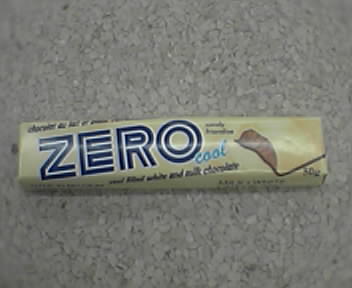 chocolat au lait et
ZERO
cool
candy
friandise
cool filled white and milk chocolate
50g